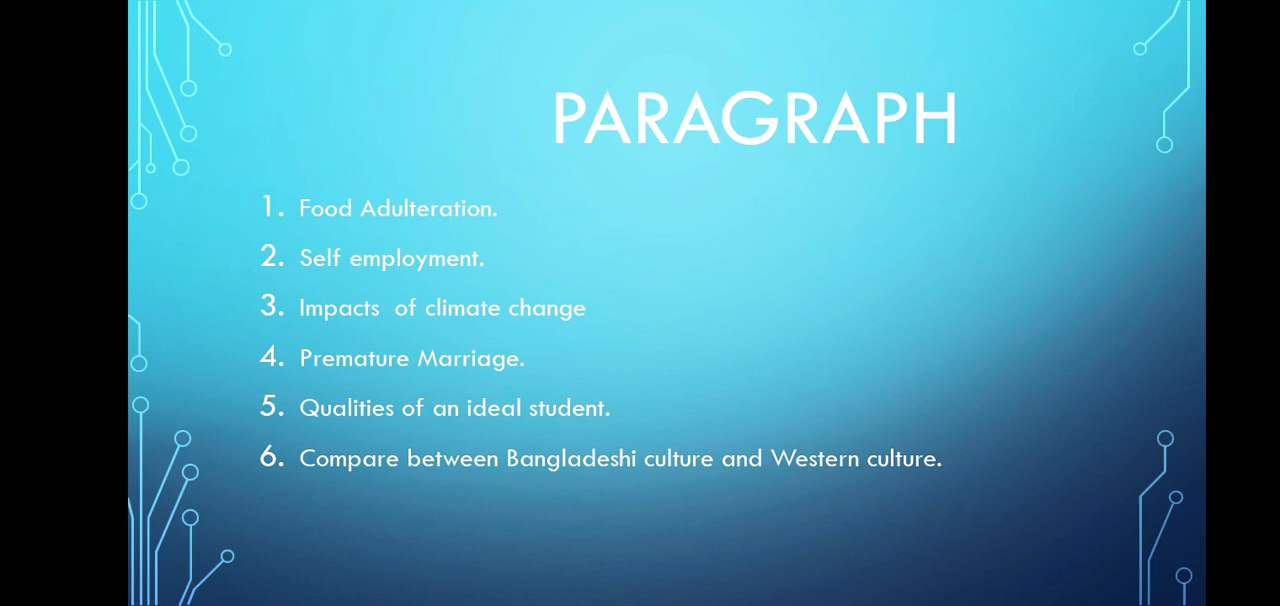 PARAGRAPH
1. Food Adulteration.
2. Self employment.
3. Impacts of climate change
4. Premature Marriage.
5. Qualities of an ideal student.
6. Compare between Bangladeshi culture and Western culture.